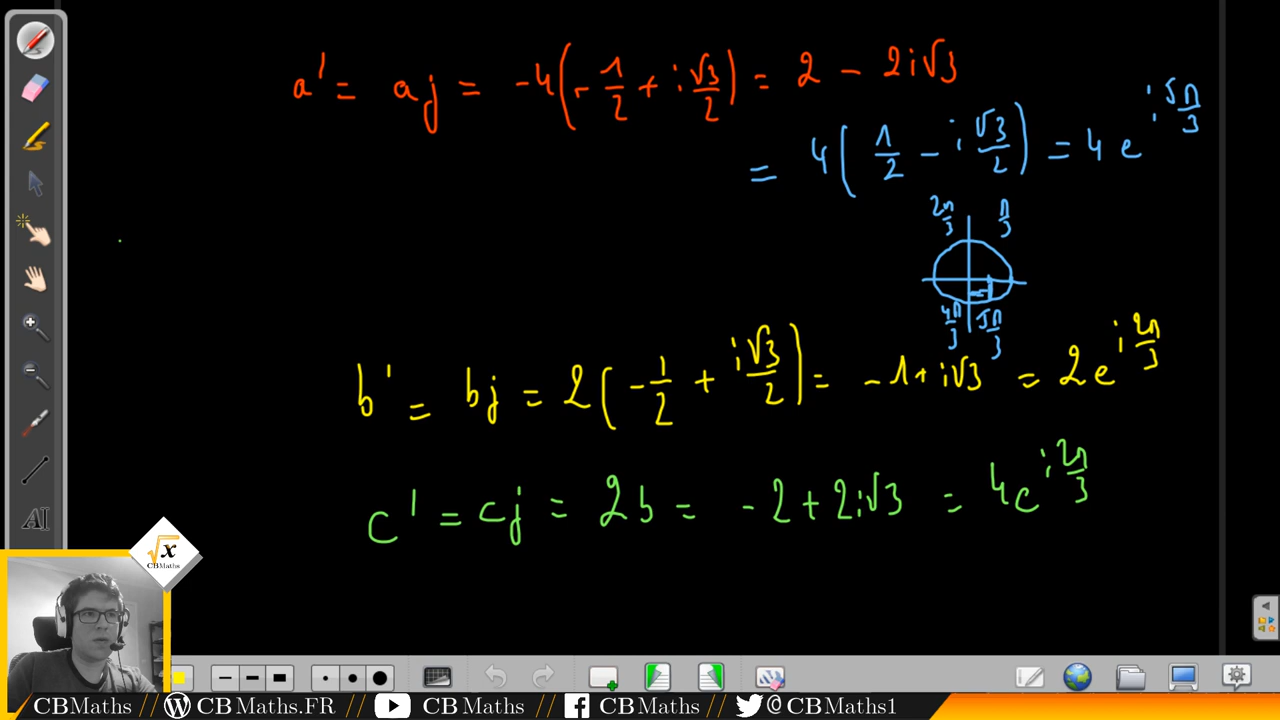 a' = aj = -4(-1/2 + i√3/2) = 2 - 2i√3
= 4(1/2 - i√3/2) = 4e^(i5π/3)
2π/3 π/3
4π/3 5π/3
b' = bj = 2(-1/2 + i√3/2) = -1+i√3 = 2e^(i2π/3)
c' = cj = 2b = -2+2i√3 = 4e^(i2π/3)
√x
CBMaths
AI
CBMaths CBMaths.FR CBMaths CBMaths @CBMaths1